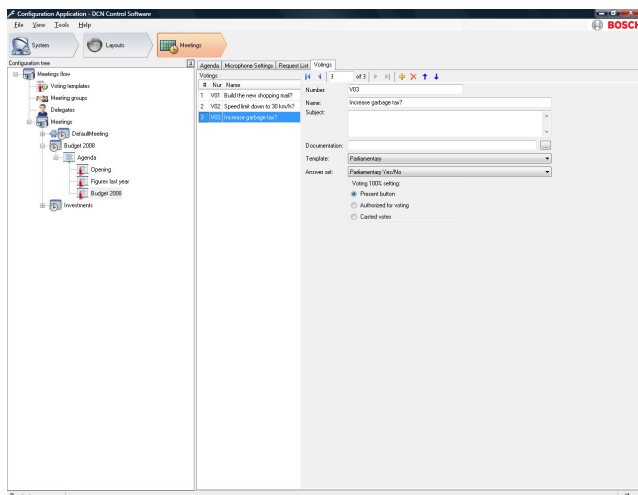 Configuration Application - DCN Control Software
File View Tools Help
BOSCH
System Layouts Meetings
Configuration tree
Meetings flow
Voting templates
Meeting groups
Delegates
Meetings
DefaultMeeting
Budget 2008
Agenda
Opening
Figures last year
Budget 2008
Investments
Agenda Microphone Settings Request List Votings
Votings
# Nur Name
1 V01 Build the new shopping mall?
2 V02 Speed limit down to 30 km/h?
3 V03 Increase garbage tax?
3 of 3
Number: V03
Name: Increase garbage tax?
Subject:
Documentation: ...
Template: Parliamentary
Answer set: Parliamentary Yes/No
Voting 100% setting:
Present button
Authorized for voting
Casted votes